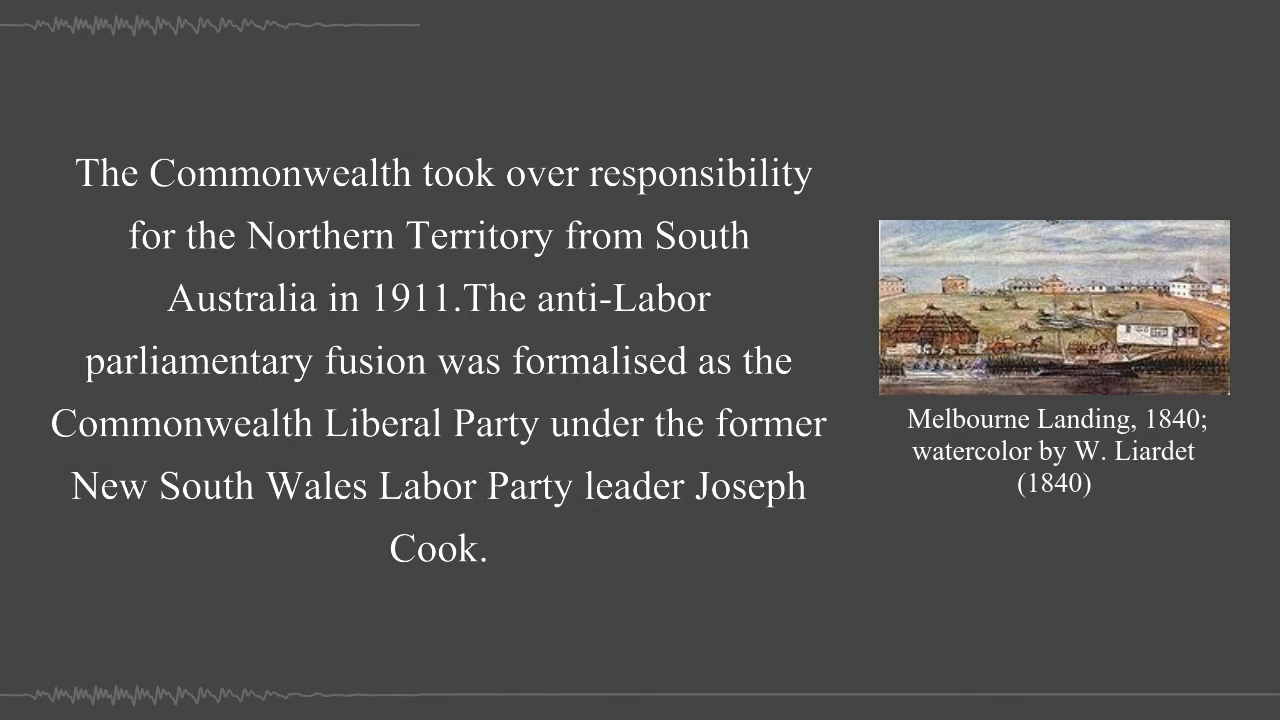 The Commonwealth took over responsibility
for the Northern Territory from South
Australia in 1911.The anti-Labor
parliamentary fusion was formalised as the
Commonwealth Liberal Party under the former
New South Wales Labor Party leader Joseph
Cook.
Melbourne Landing, 1840;
watercolor by W. Liardet
(1840)